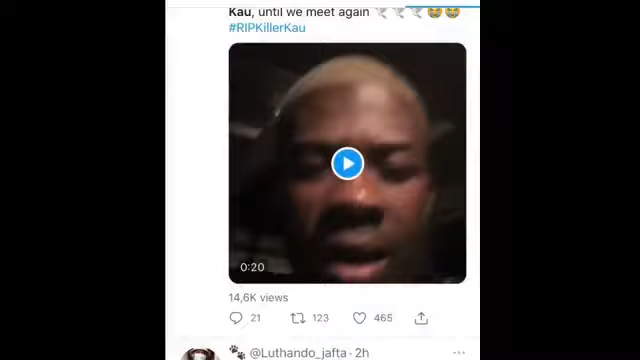 Kau, until we meet again 🕊🕊🕊😭😭
#RIPKillerKau
0:20
14,6K views
21 123 465
🐾 @Luthando_jafta · 2h